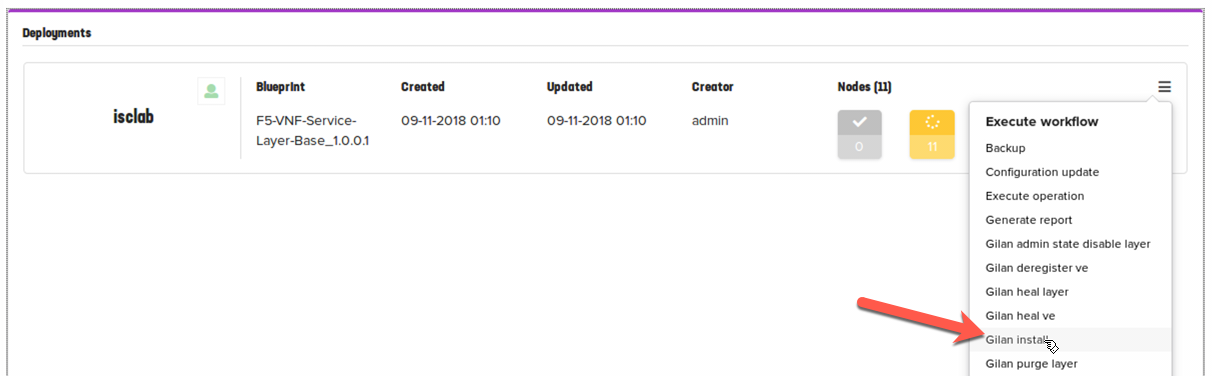 Deployments
isclab
Blueprint
Created
Updated
Creator
Nodes (11)
F5-VNF-Service-
Layer-Base_1.0.0.1
09-11-2018 01:10
09-11-2018 01:10
admin
0
11
Execute workflow
Backup
Configuration update
Execute operation
Generate report
Gilan admin state disable layer
Gilan deregister ve
Gilan heal layer
Gilan heal ve
Gilan install
Gilan purge layer